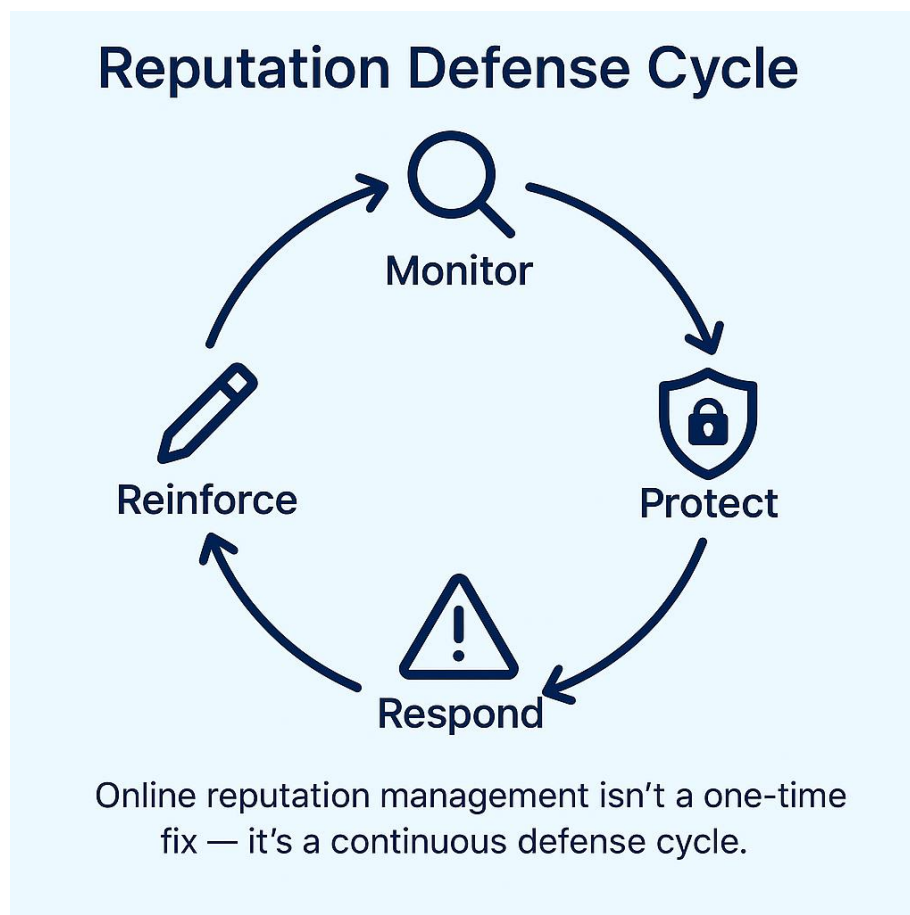 Reputation Defense Cycle
Monitor
Protect
Respond
Reinforce
Online reputation management isn’t a one-time
fix — it’s a continuous defense cycle.